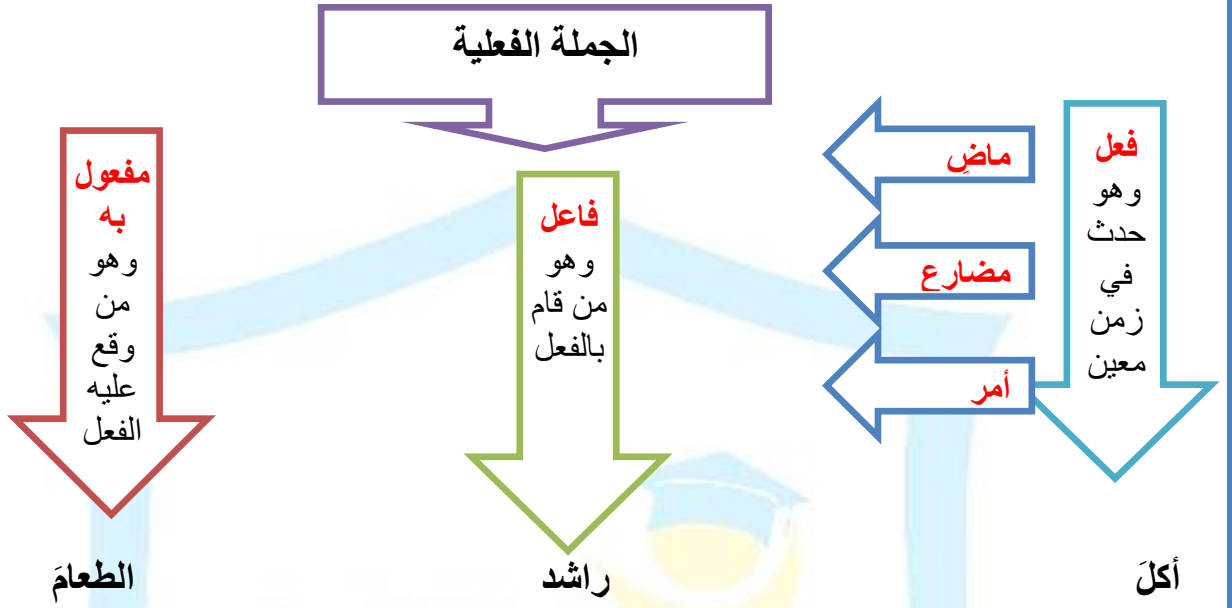 الجملة الفعلية
فعل
وهو
حدث
في
زمن
معين
ماضِ
مضارع
أمر
فاعل
وهو
من قام
بالفعل
مفعول
به
وهو
من
وقع
عليه
الفعل
أكلَ
راشد
الطعامَ